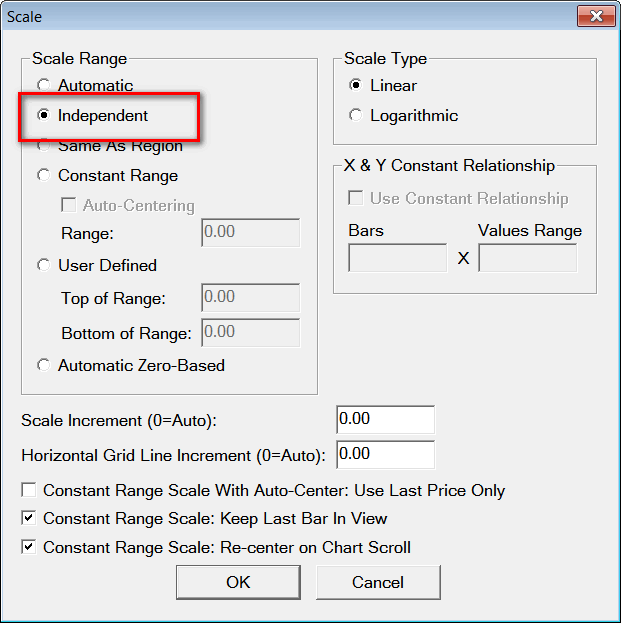 Scale
Scale Range
Automatic
Independent
Same As Region
Constant Range
Auto-Centering
Range: 0.00
User Defined
Top of Range: 0.00
Bottom of Range: 0.00
Automatic Zero-Based
Scale Type
Linear
Logarithmic
X & Y Constant Relationship
Use Constant Relationship
Bars Values Range
X
Scale Increment (0=Auto): 0.00
Horizontal Grid Line Increment (0=Auto): 0.00
Constant Range Scale With Auto-Center: Use Last Price Only
Constant Range Scale: Keep Last Bar In View
Constant Range Scale: Re-center on Chart Scroll
OK Cancel